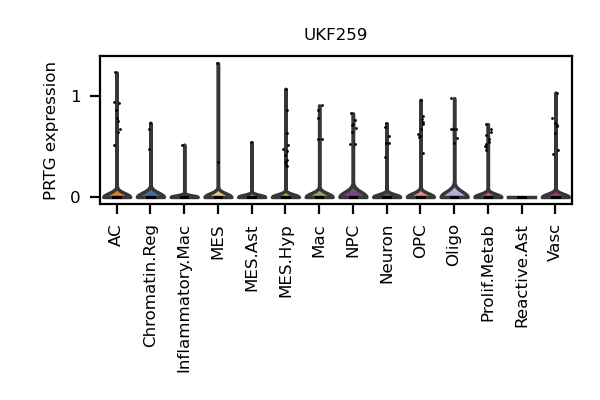 UKF259
PRTG expression
1
0
AC
Chromatin.Reg
Inflammatory.Mac
MES
MES.Ast
MES.Hyp
Mac
NPC
Neuron
OPC
Oligo
Prolif.Metab
Reactive.Ast
Vasc